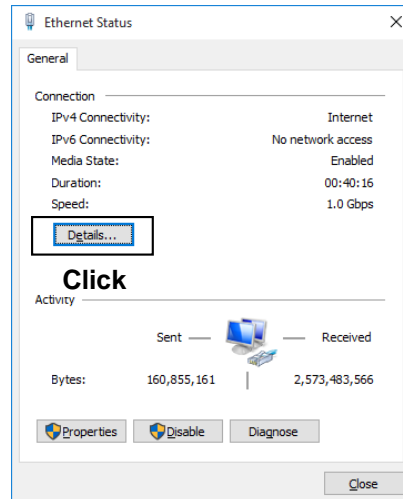 Ethernet Status
General
Connection
IPv4 Connectivity: Internet
IPv6 Connectivity: No network access
Media State: Enabled
Duration: 00:40:16
Speed: 1.0 Gbps
Details...
Click
Activity
Sent Received
Bytes: 160,855,161 2,573,483,566
Properties Disable Diagnose
Close